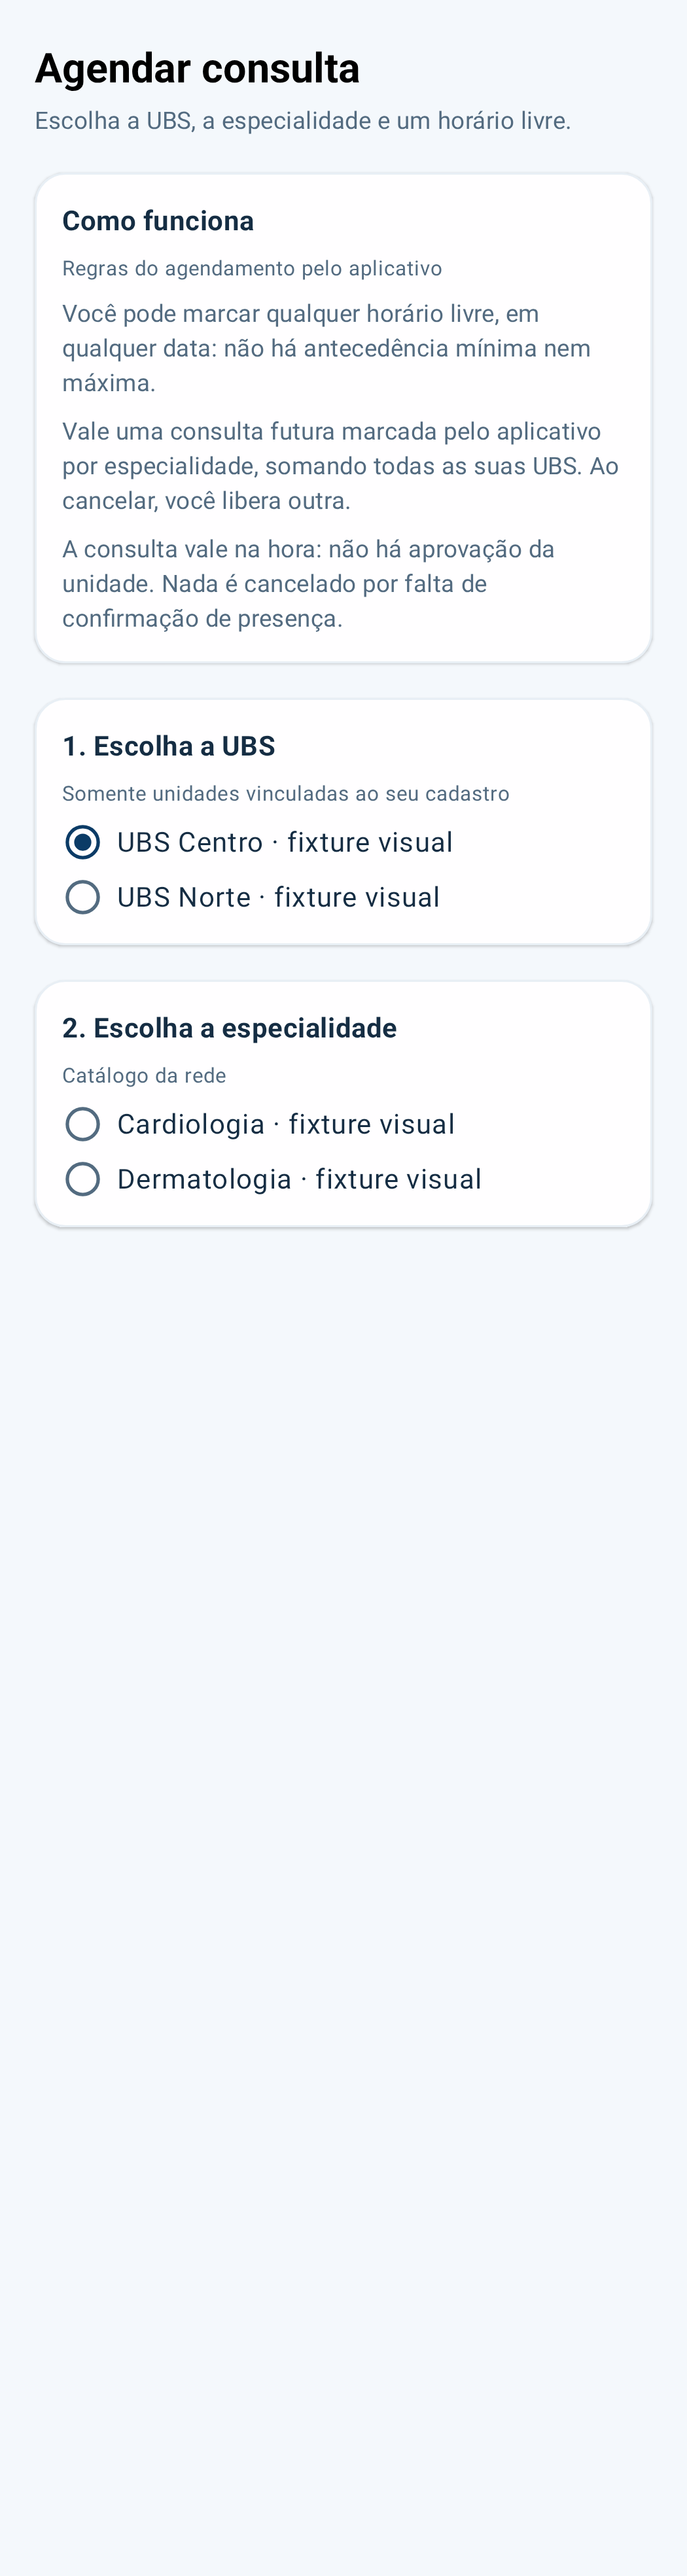 Agendar consulta
Escolha a UBS, a especialidade e um horário livre.
Como funciona
Regras do agendamento pelo aplicativo
Você pode marcar qualquer horário livre, em
qualquer data: não há antecedência mínima nem
máxima.
Vale uma consulta futura marcada pelo aplicativo
por especialidade, somando todas as suas UBS. Ao
cancelar, você libera outra.
A consulta vale na hora: não há aprovação da
unidade. Nada é cancelado por falta de
confirmação de presença.
1. Escolha a UBS
Somente unidades vinculadas ao seu cadastro
UBS Centro · fixture visual
UBS Norte · fixture visual
2. Escolha a especialidade
Catálogo da rede
Cardiologia · fixture visual
Dermatologia · fixture visual